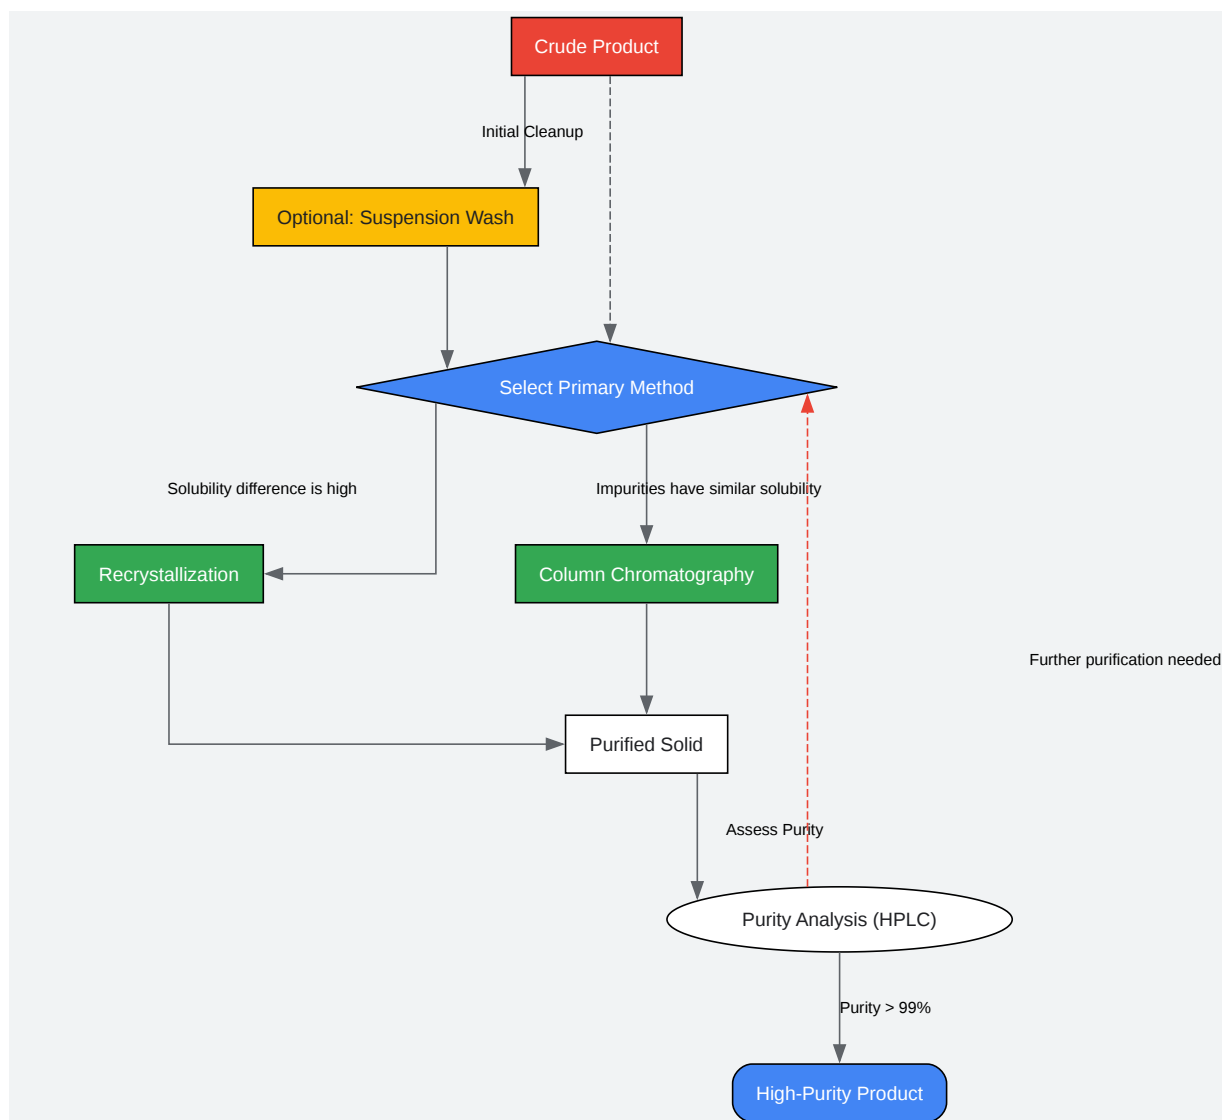 Crude Product
Initial Cleanup
Optional: Suspension Wash
Select Primary Method
Solubility difference is high
Impurities have similar solubility
Recrystallization
Column Chromatography
Further purification needed
Purified Solid
Assess Purity
Purity Analysis (HPLC)
Purity > 99%
High-Purity Product